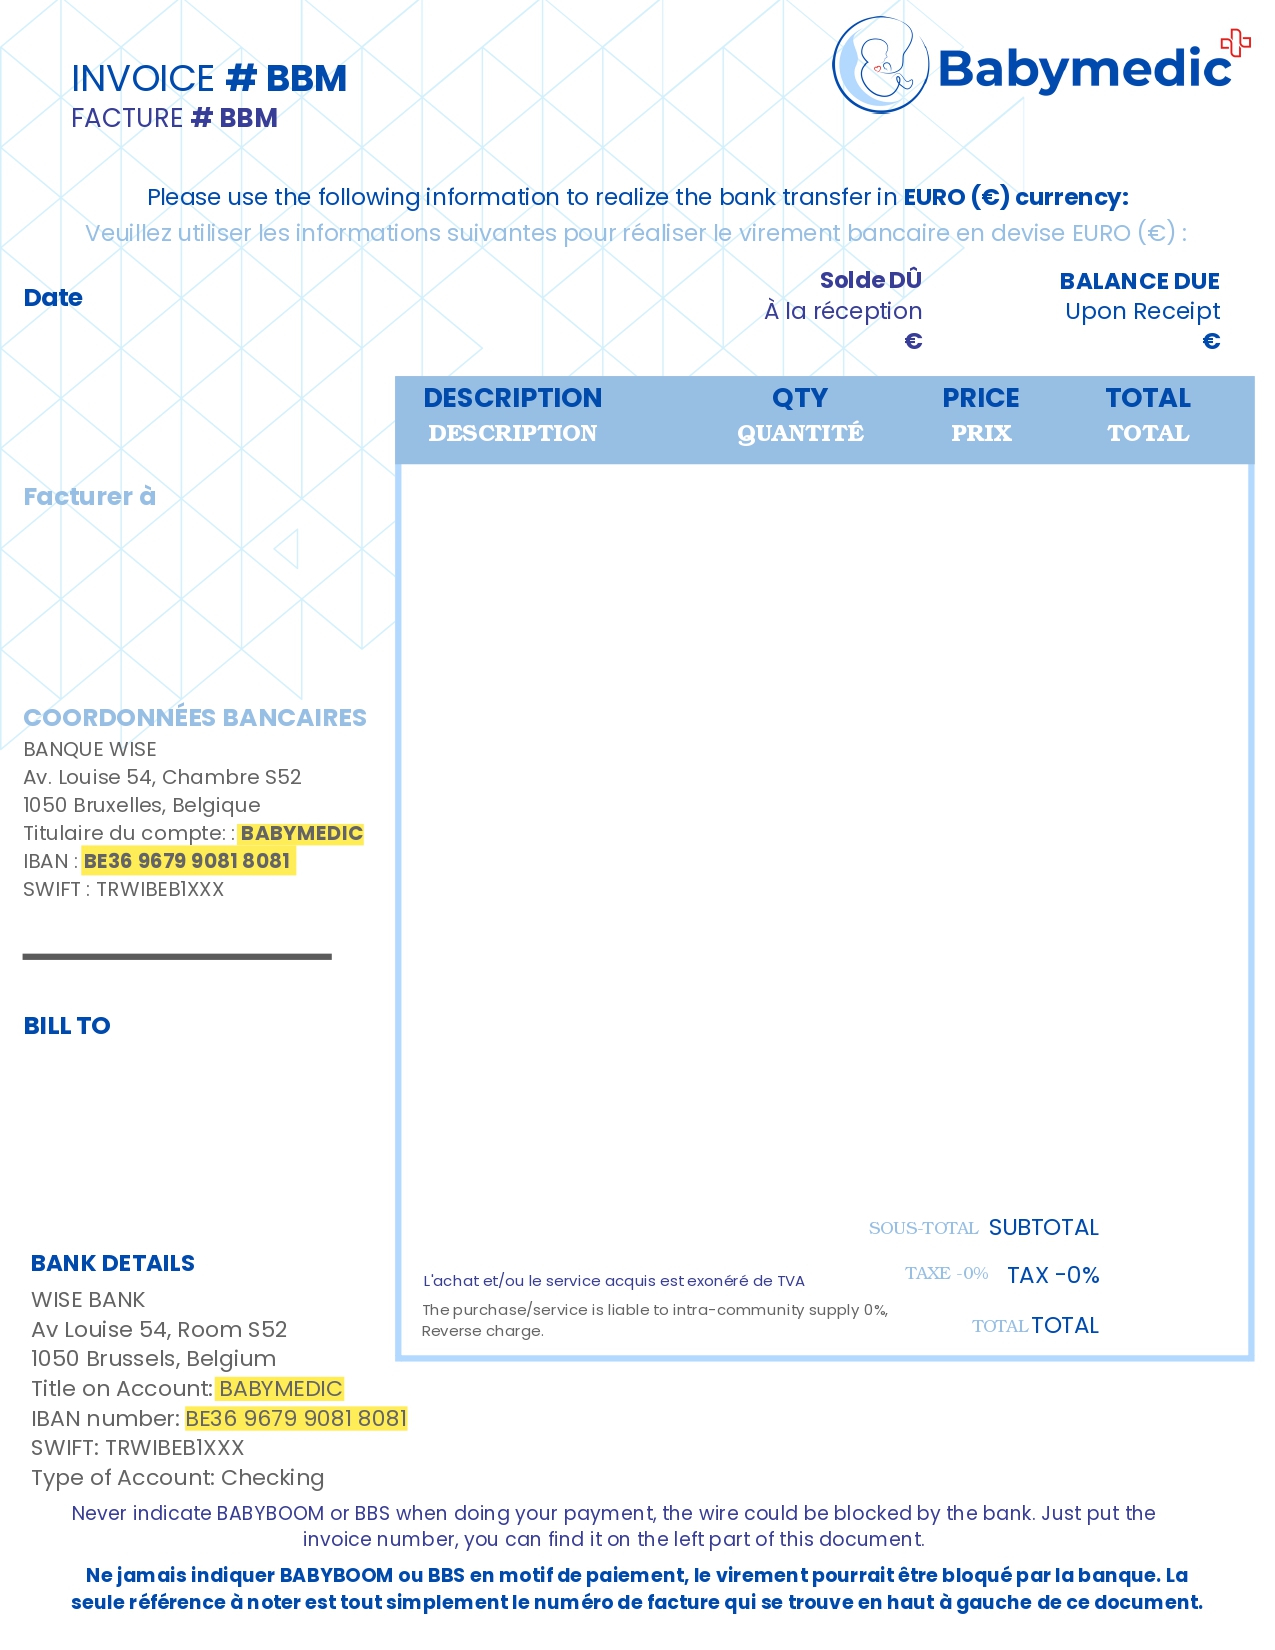 INVOICE # BBM
FACTURE # BBM
Babymedic
Please use the following information to realize the bank transfer in EURO (€) currency:
Veuillez utiliser les informations suivantes pour réaliser le virement bancaire en devise EURO (€) :
Date
Solde DÛ
À la réception
€
BALANCE DUE
Upon Receipt
€
DESCRIPTION QTY PRICE TOTAL
DESCRIPTION QUANTITÉ PRIX TOTAL
Facturer à
COORDONNÉES BANCAIRES
BANQUE WISE
Av. Louise 54, Chambre S52
1050 Bruxelles, Belgique
Titulaire du compte: : BABYMEDIC
IBAN : BE36 9679 9081 8081
SWIFT : TRWIBEB1XXX
BILL TO
SOUS-TOTAL SUBTOTAL
TAXE -0% TAX -0%
TOTAL TOTAL
L'achat et/ou le service acquis est exonéré de TVA
The purchase/service is liable to intra-community supply 0%,
Reverse charge.
BANK DETAILS
WISE BANK
Av Louise 54, Room S52
1050 Brussels, Belgium
Title on Account: BABYMEDIC
IBAN number: BE36 9679 9081 8081
SWIFT: TRWIBEB1XXX
Type of Account: Checking
Never indicate BABYBOOM or BBS when doing your payment, the wire could be blocked by the bank. Just put the
invoice number, you can find it on the left part of this document.
Ne jamais indiquer BABYBOOM ou BBS en motif de paiement, le virement pourrait être bloqué par la banque. La
seule référence à noter est tout simplement le numéro de facture qui se trouve en haut à gauche de ce document.